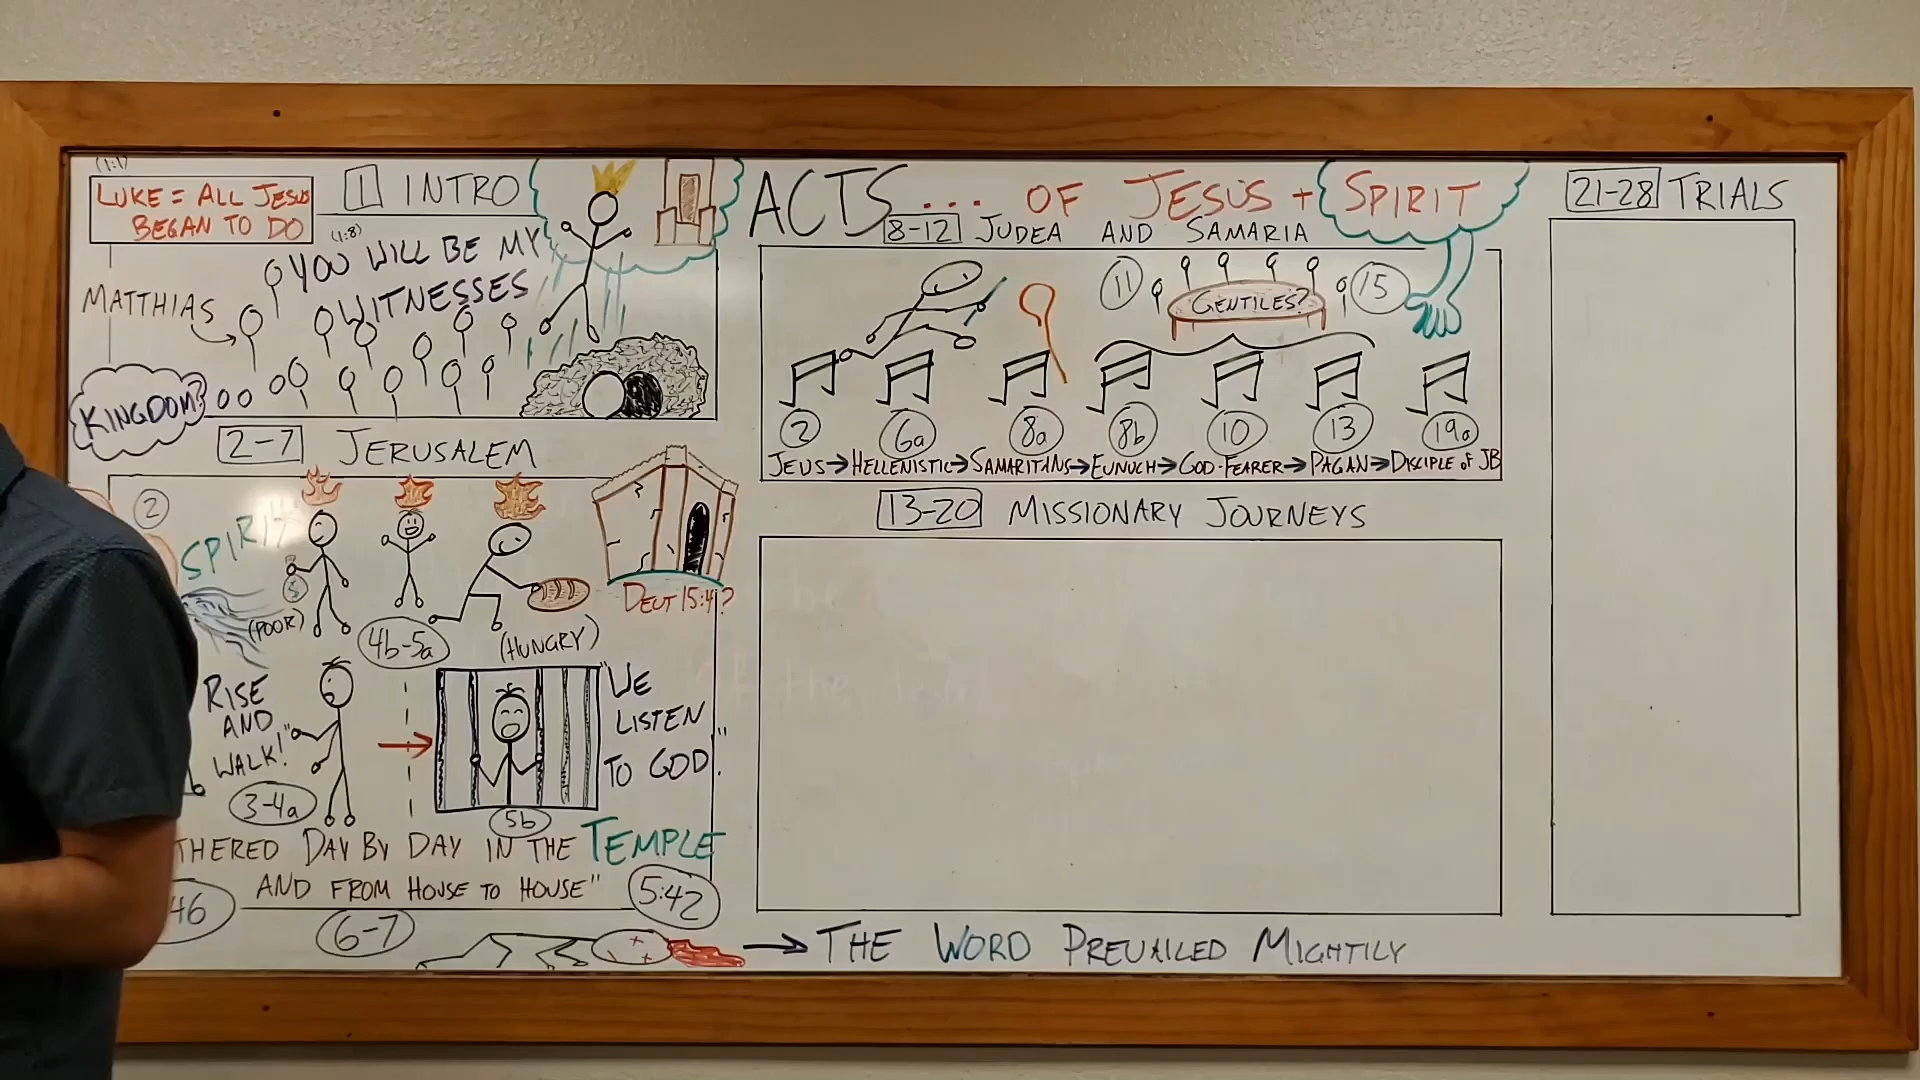 (1:1)
LUKE = ALL JESUS
BEGAN TO DO
1 INTRO
(1:8)
YOU WILL BE MY
WITNESSES
MATTHIAS
KINGDOM?
2-7 JERUSALEM
2
SPIRIT
(POOR)
4b-5a
(HUNGRY)
DEUT 15:4?
RISE
AND
WALK!"
3-4a
"WE
LISTEN
TO GOD."
5b
THERED DAY BY DAY IN THE TEMPLE
AND FROM HOUSE TO HOUSE"
46
5:42
6-7
ACTS... OF JESUS + SPIRIT
8-12 JUDEA AND SAMARIA
11
GENTILES?
15
2
6a
8a
8b
10
13
19a
JEUS→HELLENISTIC→SAMARITANS→EUNUCH→GOD-FEARER→PAGAN→DISCIPLE OF JB
13-20 MISSIONARY JOURNEYS
→ THE WORD PREVAILED MIGHTILY
21-28 TRIALS